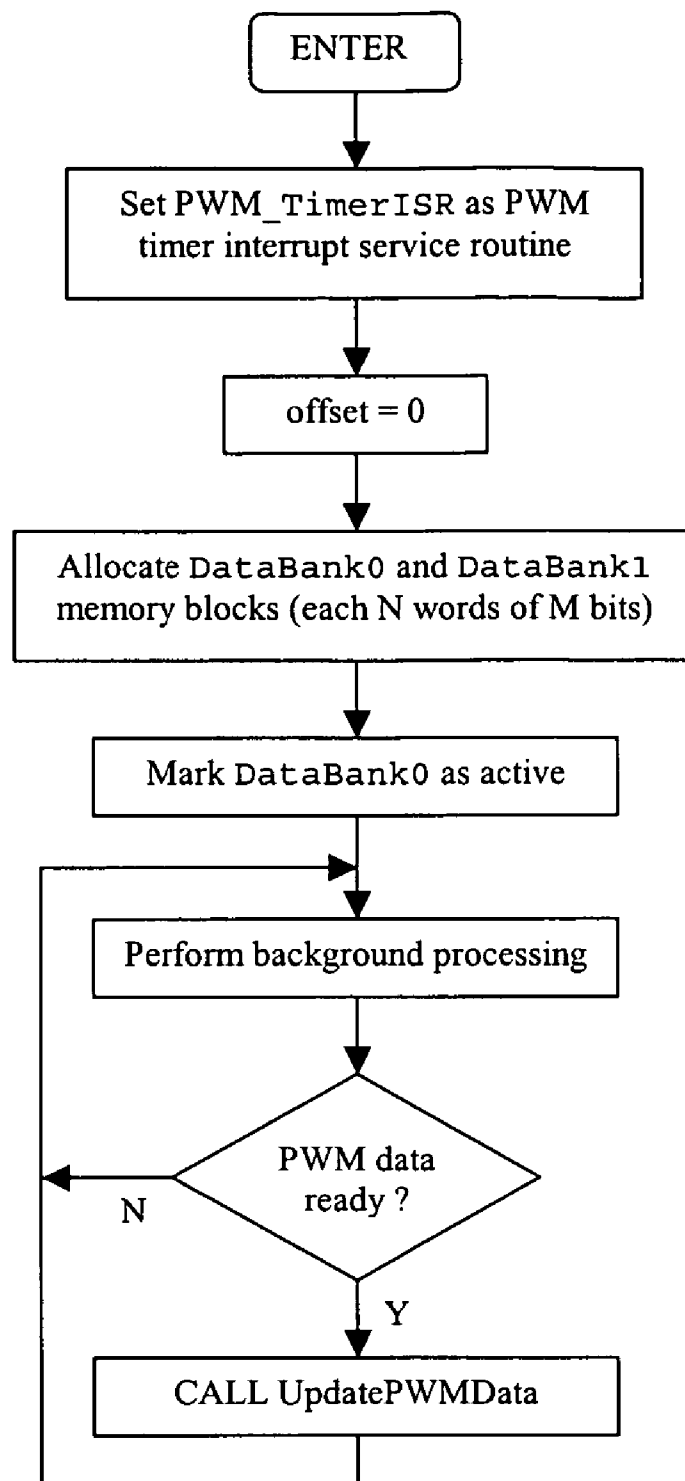 ENTER
Set PWM_TimerISR as PWM
timer interrupt service routine
offset = 0
Allocate DataBank0 and DataBank1
memory blocks (each N words of M bits)
Mark DataBank0 as active
Perform background processing
PWM data
ready ?
N
Y
CALL UpdatePWMData